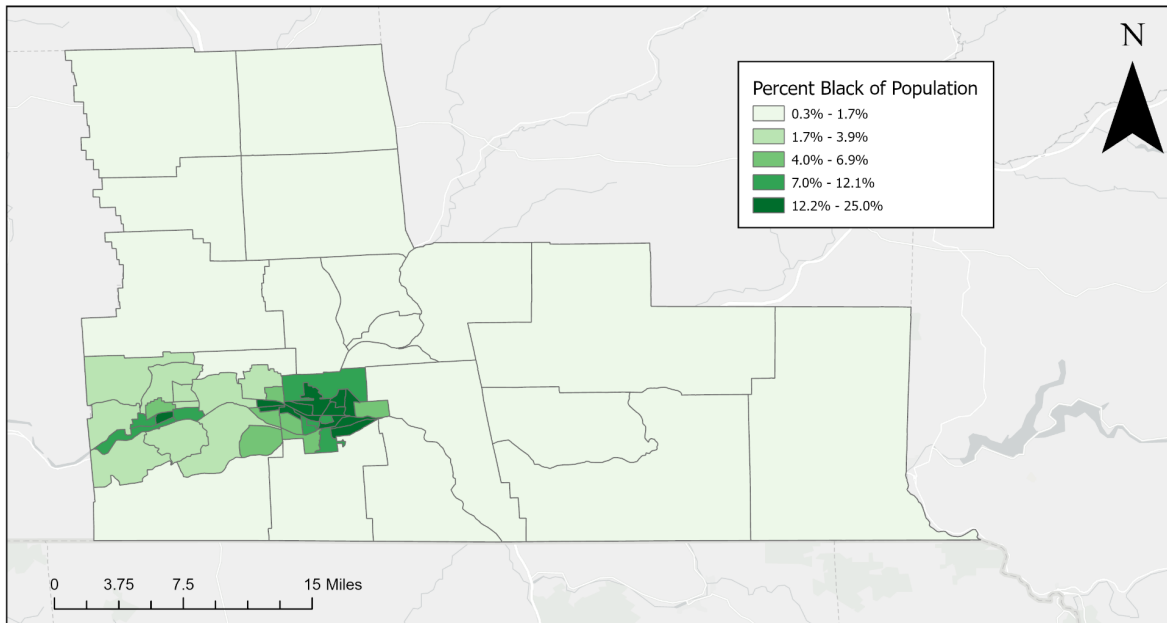 N
Percent Black of Population
0.3% - 1.7%
1.7% - 3.9%
4.0% - 6.9%
7.0% - 12.1%
12.2% - 25.0%
0 3.75 7.5 15 Miles